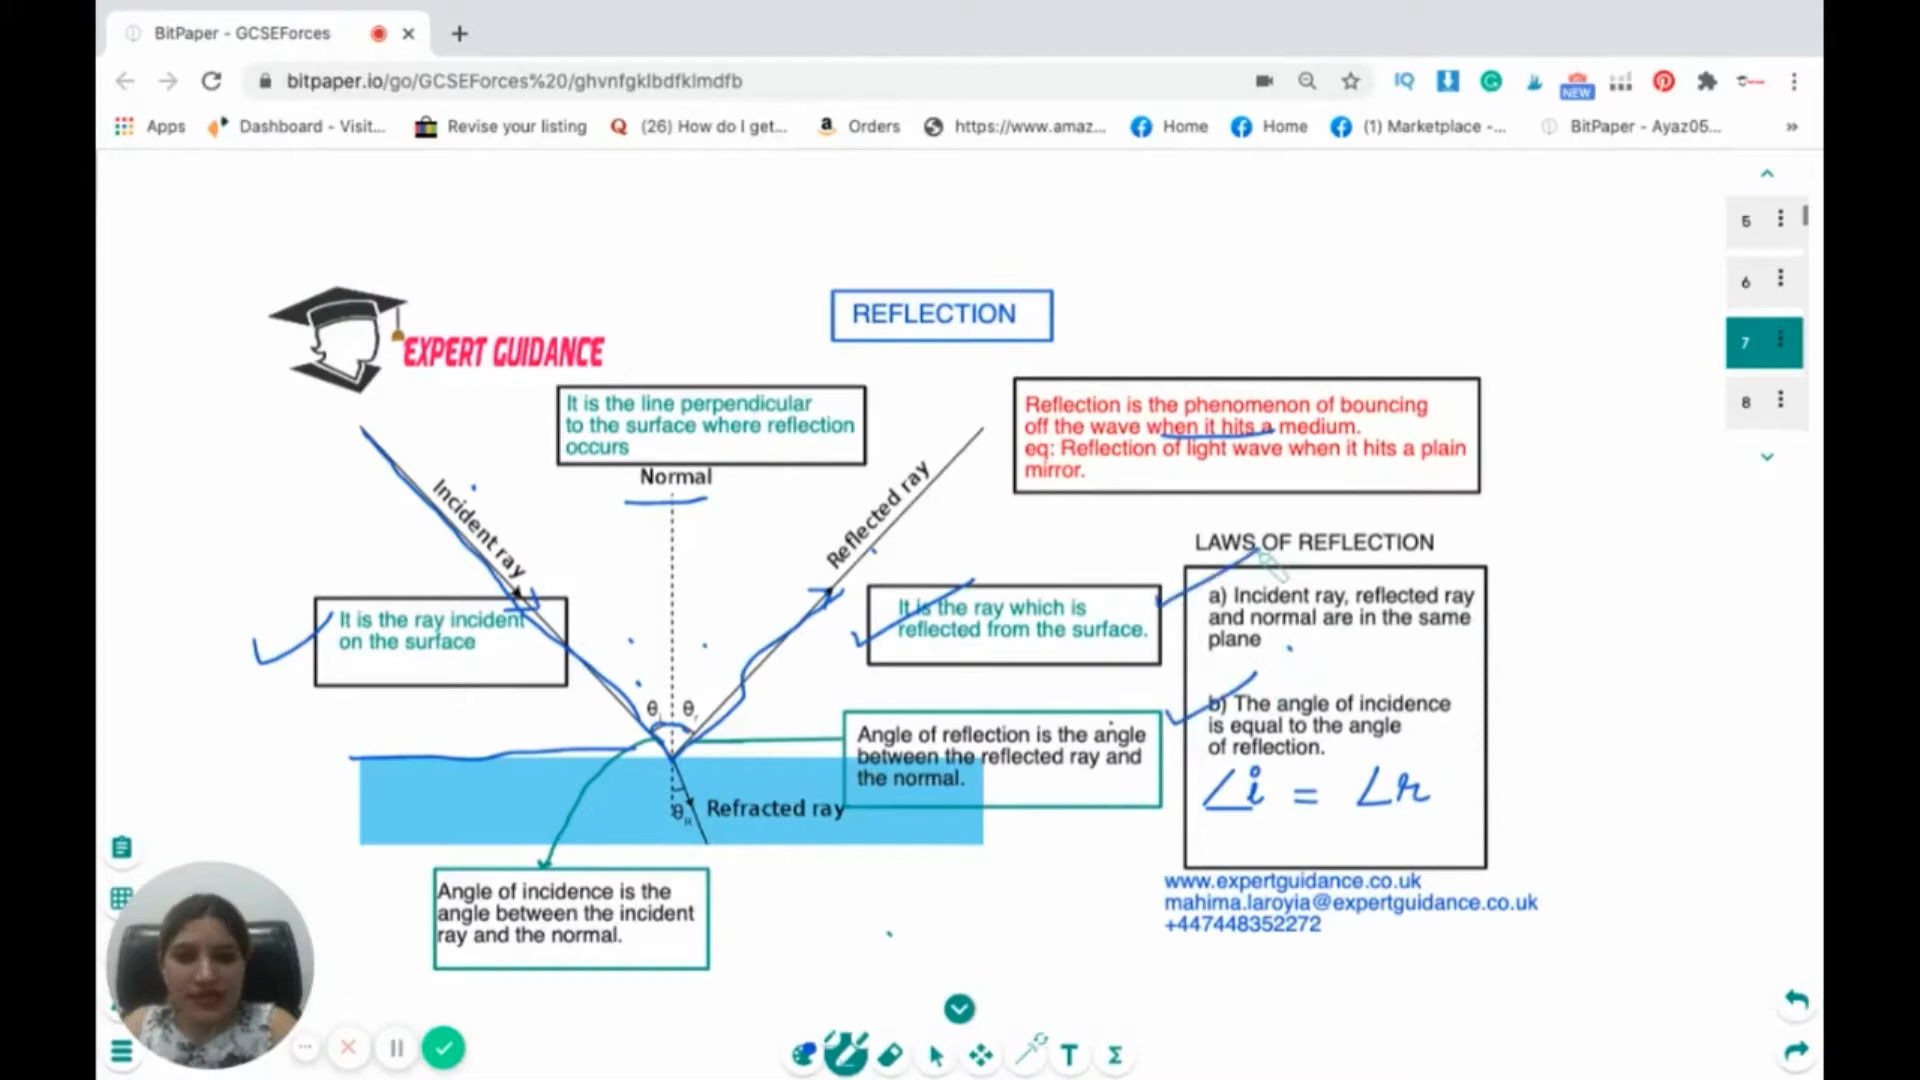 BitPaper - GCSEForces
bitpaper.io/go/GCSEForces%20/ghvnfgklbdfklmdfb
IQ
NEW
Apps
Dashboard - Visit...
Revise your listing
(26) How do I get...
Orders
https://www.amaz...
Home
Home
(1) Marketplace -...
BitPaper - Ayaz05...
5
6
7
8
REFLECTION
EXPERT GUIDANCE
It is the line perpendicular
to the surface where reflection
occurs
Normal
Reflection is the phenomenon of bouncing
off the wave when it hits a medium.
eq: Reflection of light wave when it hits a plain
mirror.
Incident ray
Reflected ray
It is the ray incident
on the surface
It is the ray which is
reflected from the surface.
LAWS OF REFLECTION
a) Incident ray, reflected ray
and normal are in the same
plane
b) The angle of incidence
is equal to the angle
of reflection.
∠i = ∠r
θ θr
Angle of reflection is the angle
between the reflected ray and
the normal.
θR
Refracted ray
Angle of incidence is the
angle between the incident
ray and the normal.
www.expertguidance.co.uk
mahima.laroyia@expertguidance.co.uk
+447448352272
T
Σ